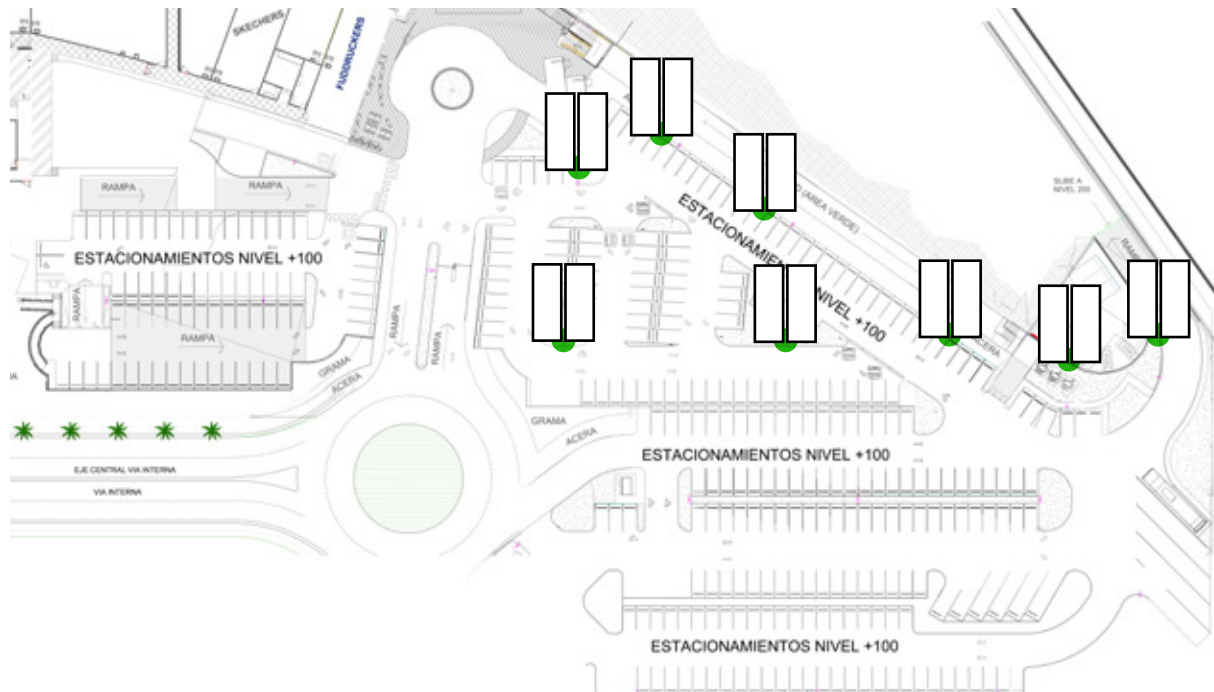 SKECHERS
FUDDRUCKERS
RAMPA
RAMPA
SUBE A
NIVEL 200
(AREA VERDE)
RAMPA
ESTACIONAMIENTOS NIVEL +100
ESTACIONAMIEN
NIVEL +100
RAMPA
RAMPA
RAMPA
RAMPA
ACERA
GRAMA
ACERA
GRAMA
ACERA
ESTACIONAMIENTOS NIVEL +100
EJE CENTRAL VIA INTERNA
VIA INTERNA
ESTACIONAMIENTOS NIVEL +100